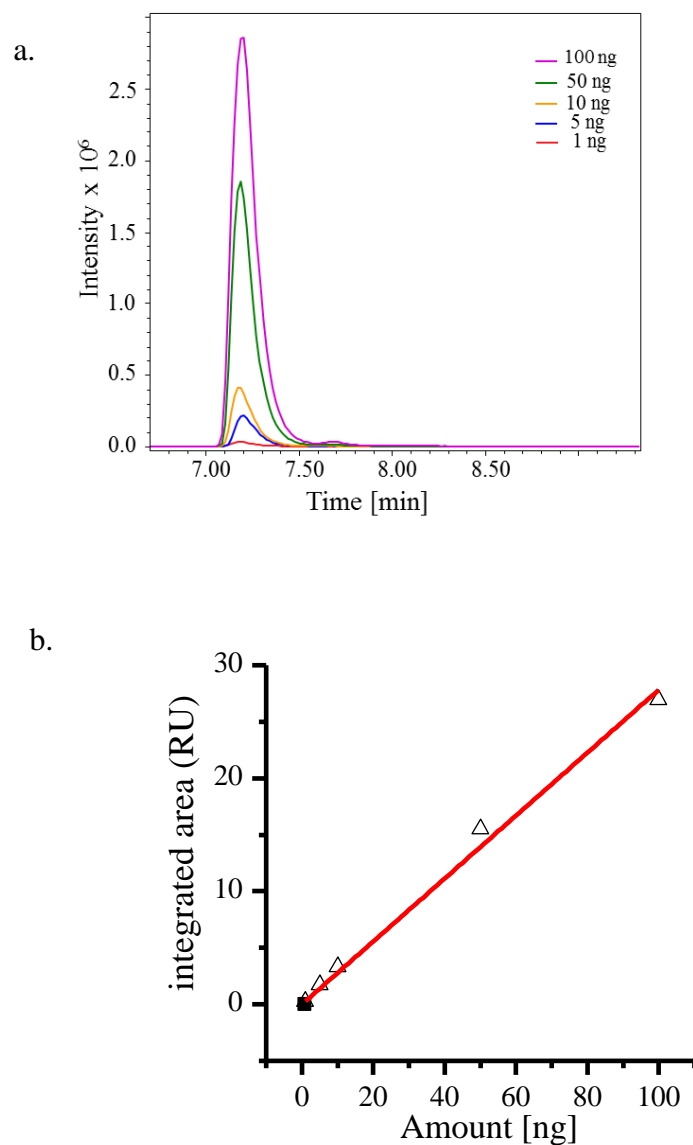 a.
Intensity x 10⁶
2.5
2.0
1.5
1.0
0.5
0.0
100 ng
50 ng
10 ng
5 ng
1 ng
7.00 7.50 8.00 8.50
Time [min]
b.
integrated area (RU)
30
20
10
0
0 20 40 60 80 100
Amount [ng]